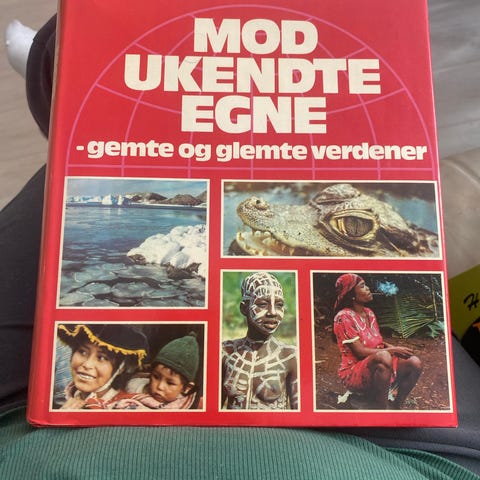 MOD
UKENDTE
EGNE
- gemte og glemte verdener